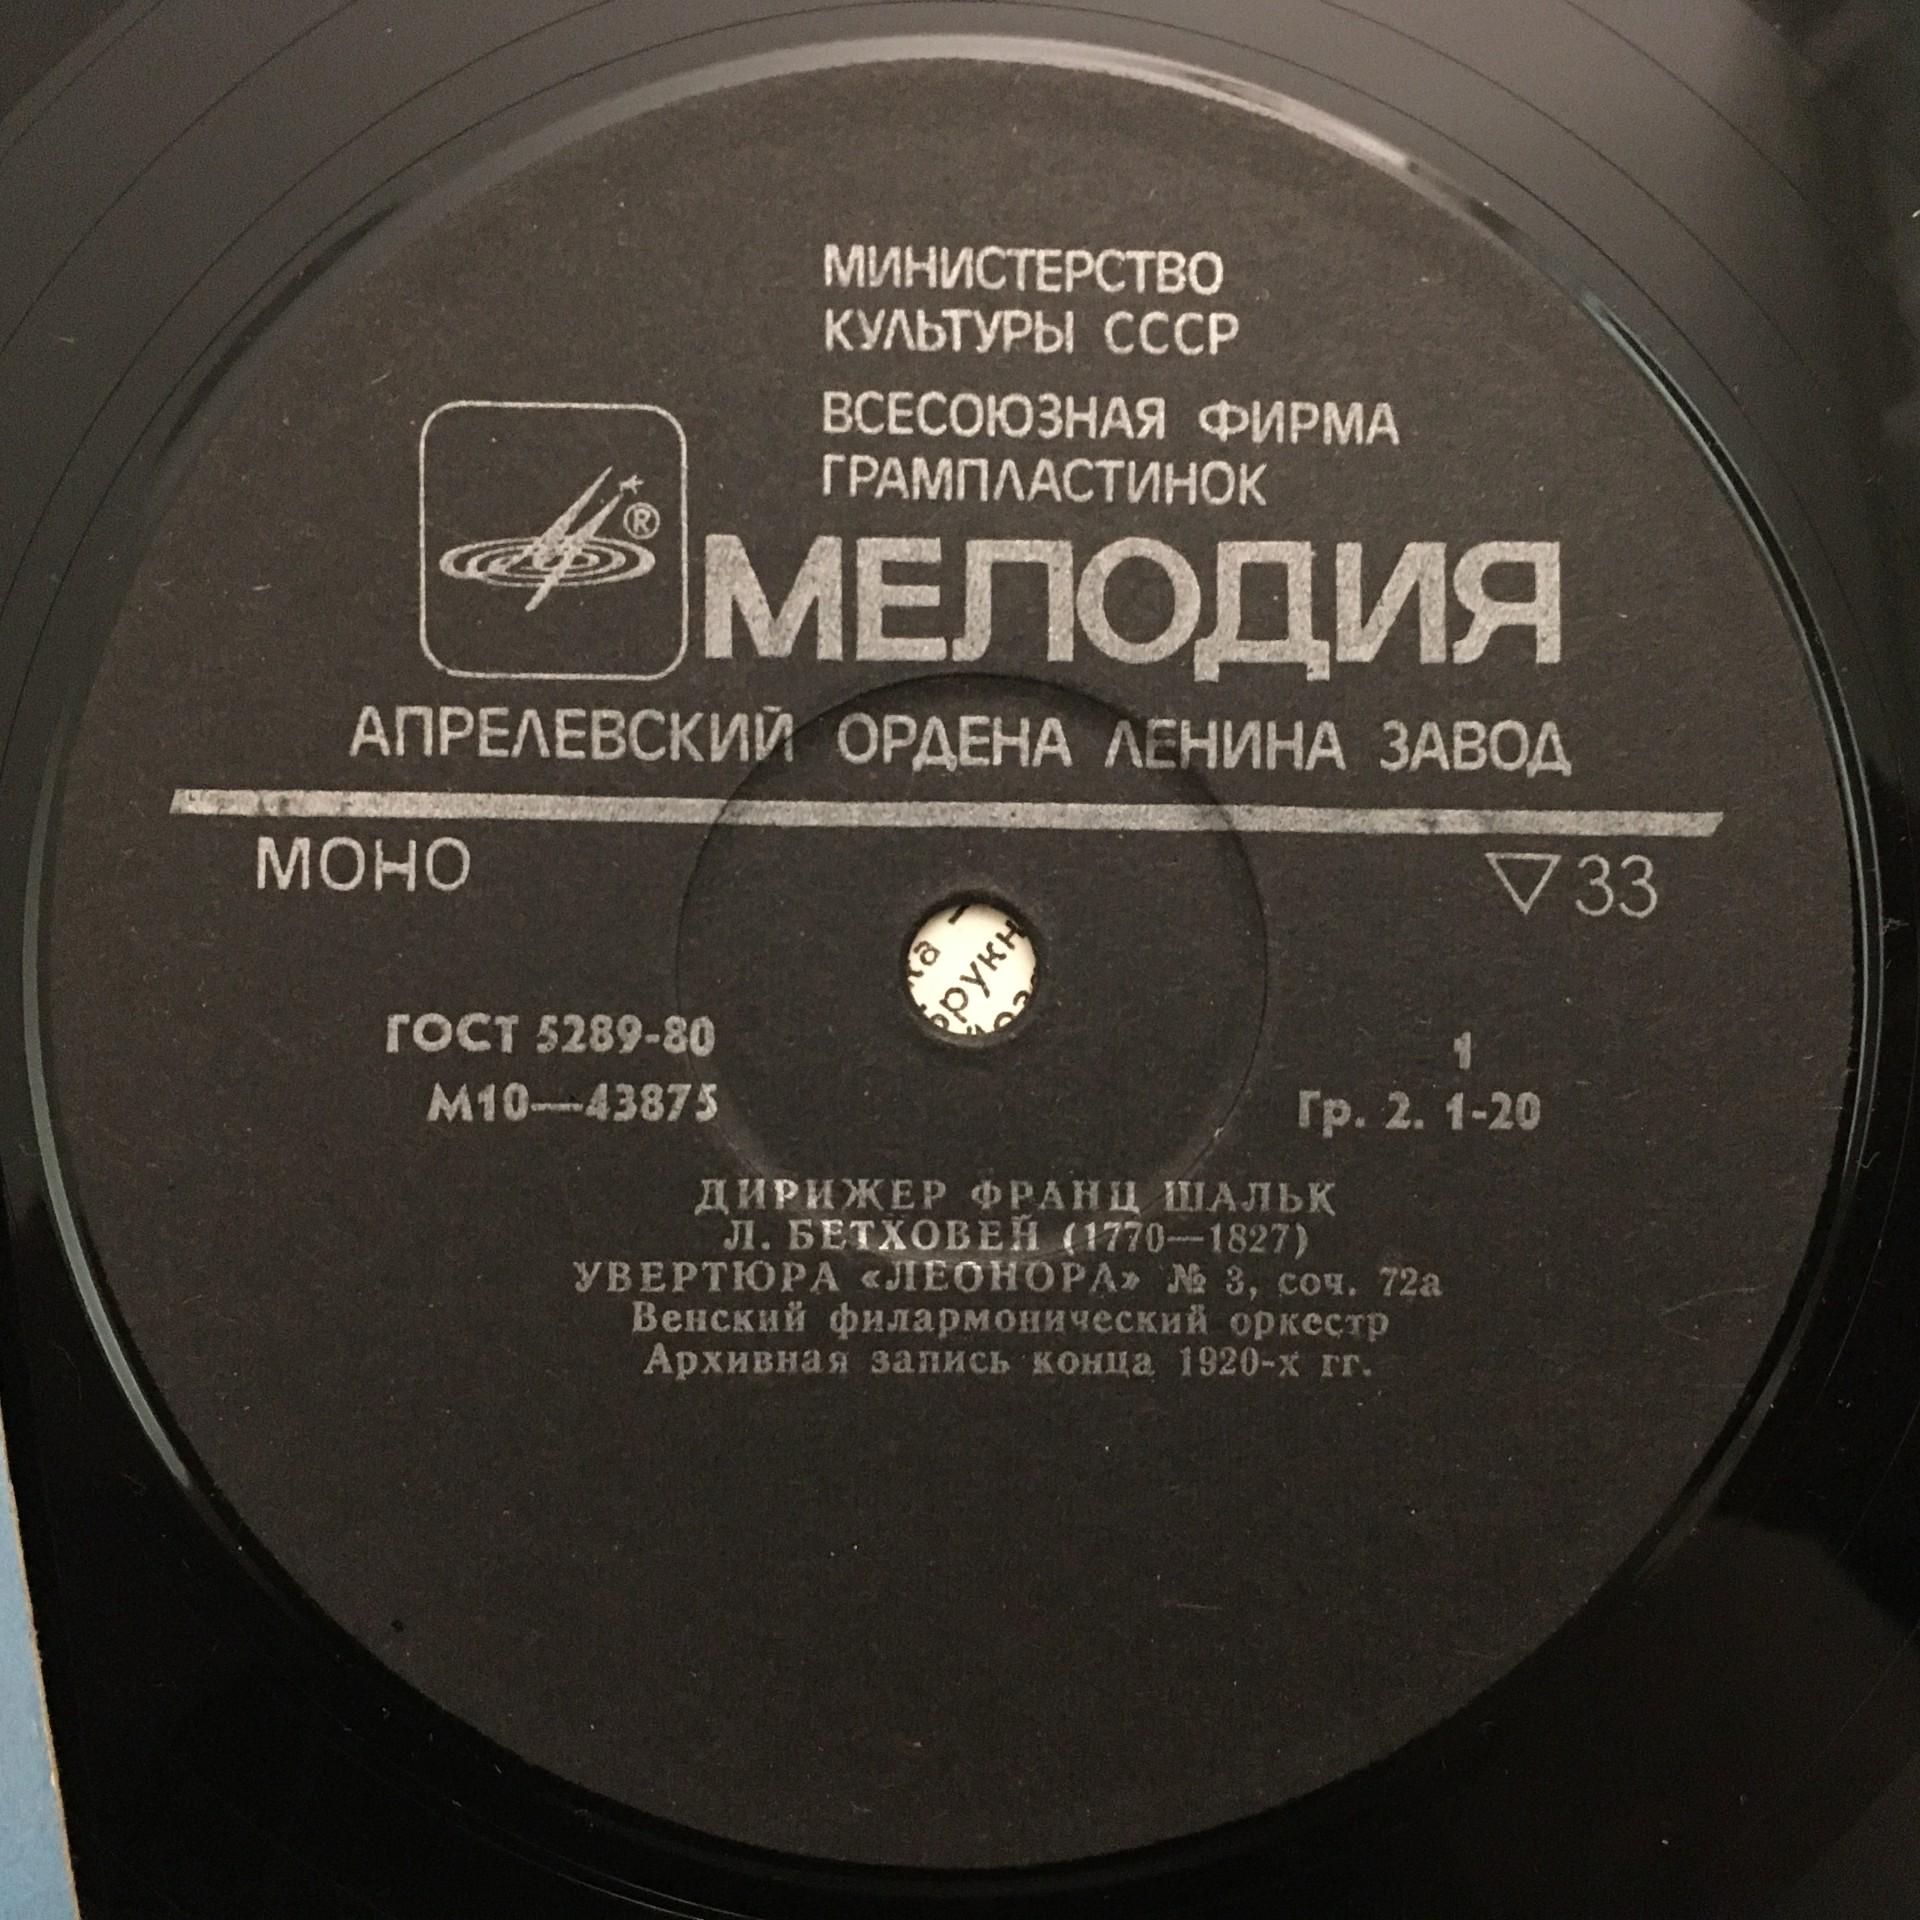 МИНИСТЕРСТВО
КУЛЬТУРЫ СССР
ВСЕСОЮЗНАЯ ФИРМА
ГРАМПЛАСТИНОК
®
МЕЛОДИЯ
АПРЕЛЕВСКИЙ ОРДЕНА ЛЕНИНА ЗАВОД
МОНО
▽33
ГОСТ 5289-80
М10—43875
1
Гр. 2. 1-20
ДИРИЖЕР ФРАНЦ ШАЛЬК
Л. БЕТХОВЕН (1770—1827)
УВЕРТЮРА «ЛЕОНОРА» № 3, соч. 72а
Венский филармонический оркестр
Архивная запись конца 1920-х гг.